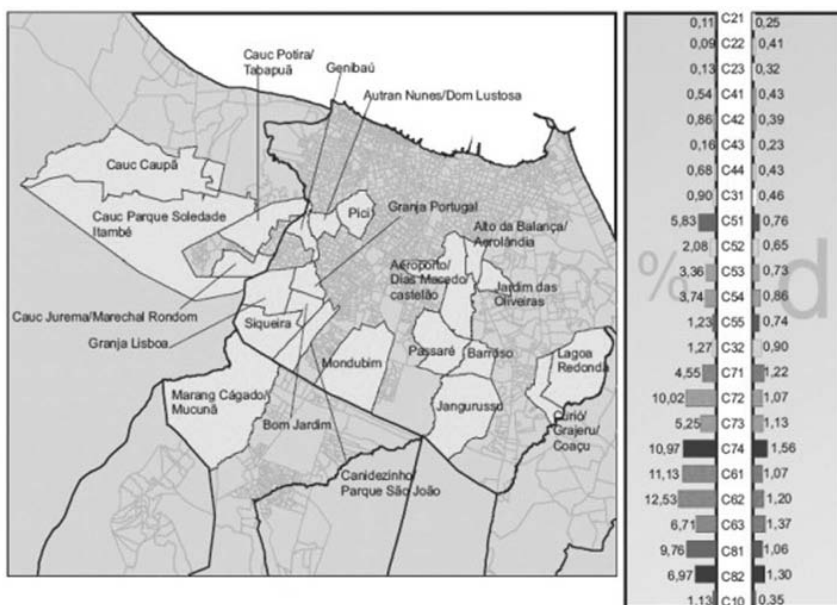 Cauc Potira/
Tabapuã
Genibaú
Autran Nunes/Dom Lustosa
Cauc Caupã
Cauc Parque Soledade
Itambé
Pici
Granja Portugal
Alto da Balança/
Aerolândia
Aeroporto/
Dias Macedo/
castelão
Jardim das
Oliveiras
Cauc Jurema/Marechal Rondom
Granja Lisboa
Siqueira
Mondubim
Passaré
Barroso
Lagoa
Redonda
Marang Cágado/
Mucunã
Bom Jardim
Jangurussu
Curió/
Grajeru/
Coaçu
Canidezinho/
Parque São João
0,11 C21 0,25
0,09 C22 0,41
0,13 C23 0,32
0,54 C41 0,43
0,86 C42 0,39
0,16 C43 0,23
0,68 C44 0,43
0,90 C31 0,46
5,83 C51 0,76
2,08 C52 0,65
3,36 C53 0,73
3,74 C54 0,86
1,23 C55 0,74
1,27 C32 0,90
4,55 C71 1,22
10,02 C72 1,07
5,25 C73 1,13
10,97 C74 1,56
11,13 C61 1,07
12,53 C62 1,20
6,71 C63 1,37
9,76 C81 1,06
6,97 C82 1,30
1,13 C10 0,35
% d